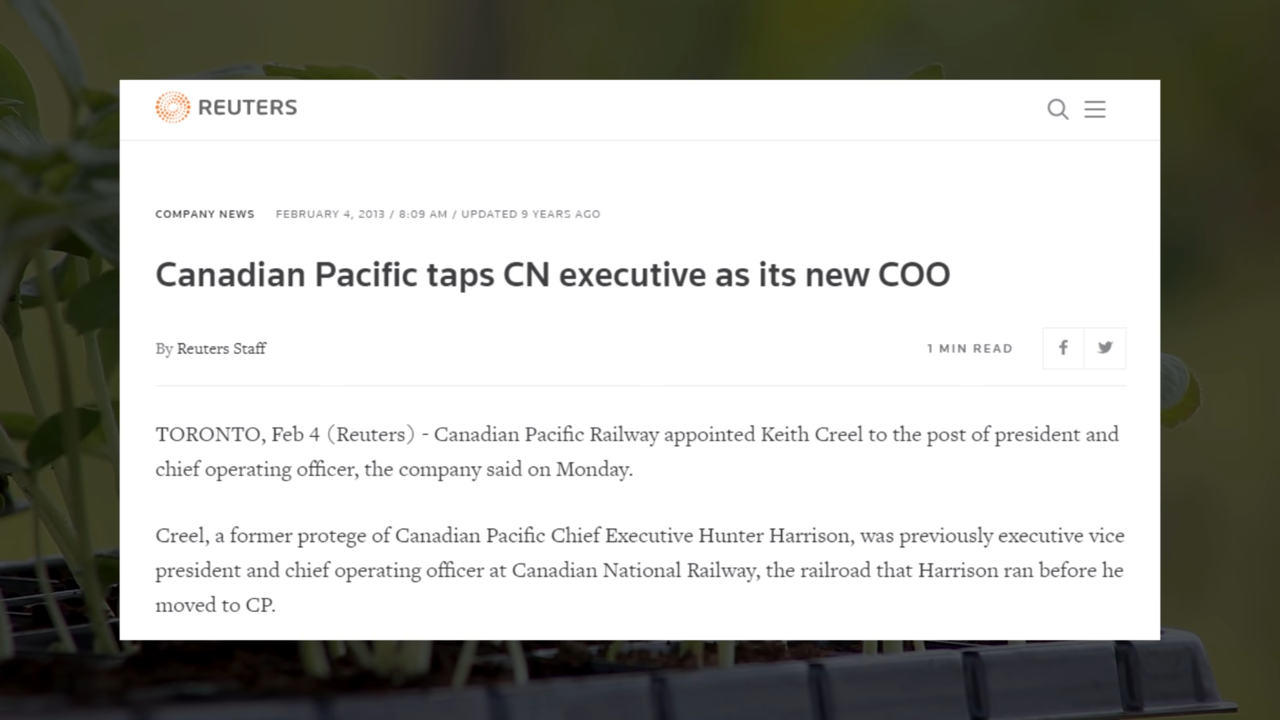 REUTERS
COMPANY NEWS FEBRUARY 4, 2013 / 8:09 AM / UPDATED 9 YEARS AGO
Canadian Pacific taps CN executive as its new COO
By Reuters Staff
1 MIN READ
TORONTO, Feb 4 (Reuters) - Canadian Pacific Railway appointed Keith Creel to the post of president and
chief operating officer, the company said on Monday.
Creel, a former protege of Canadian Pacific Chief Executive Hunter Harrison, was previously executive vice
president and chief operating officer at Canadian National Railway, the railroad that Harrison ran before he
moved to CP.